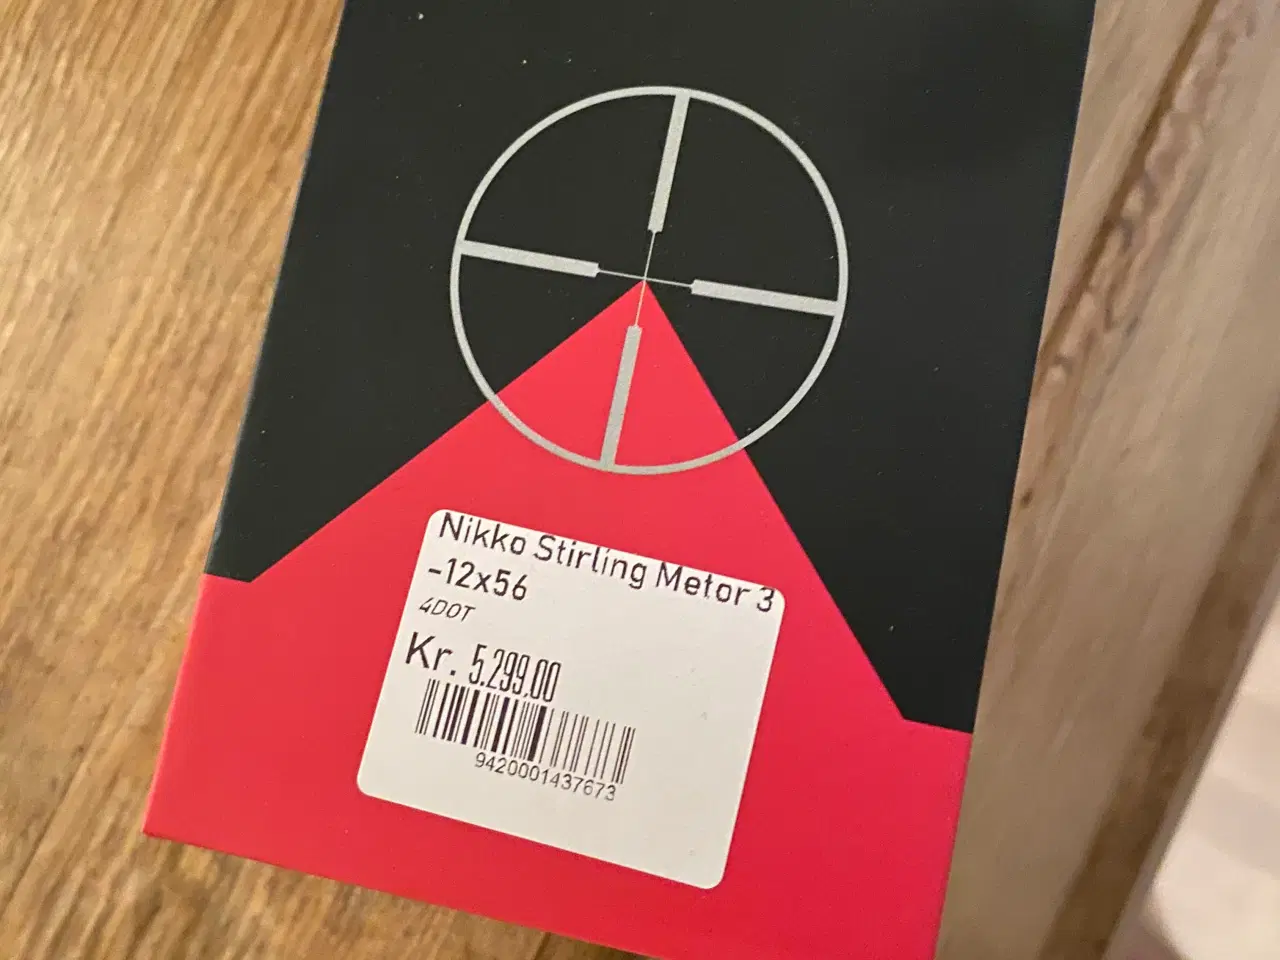 Nikko Stirling Metor 3
-12x56
4DOT
Kr. 5.299,00
9420001437673